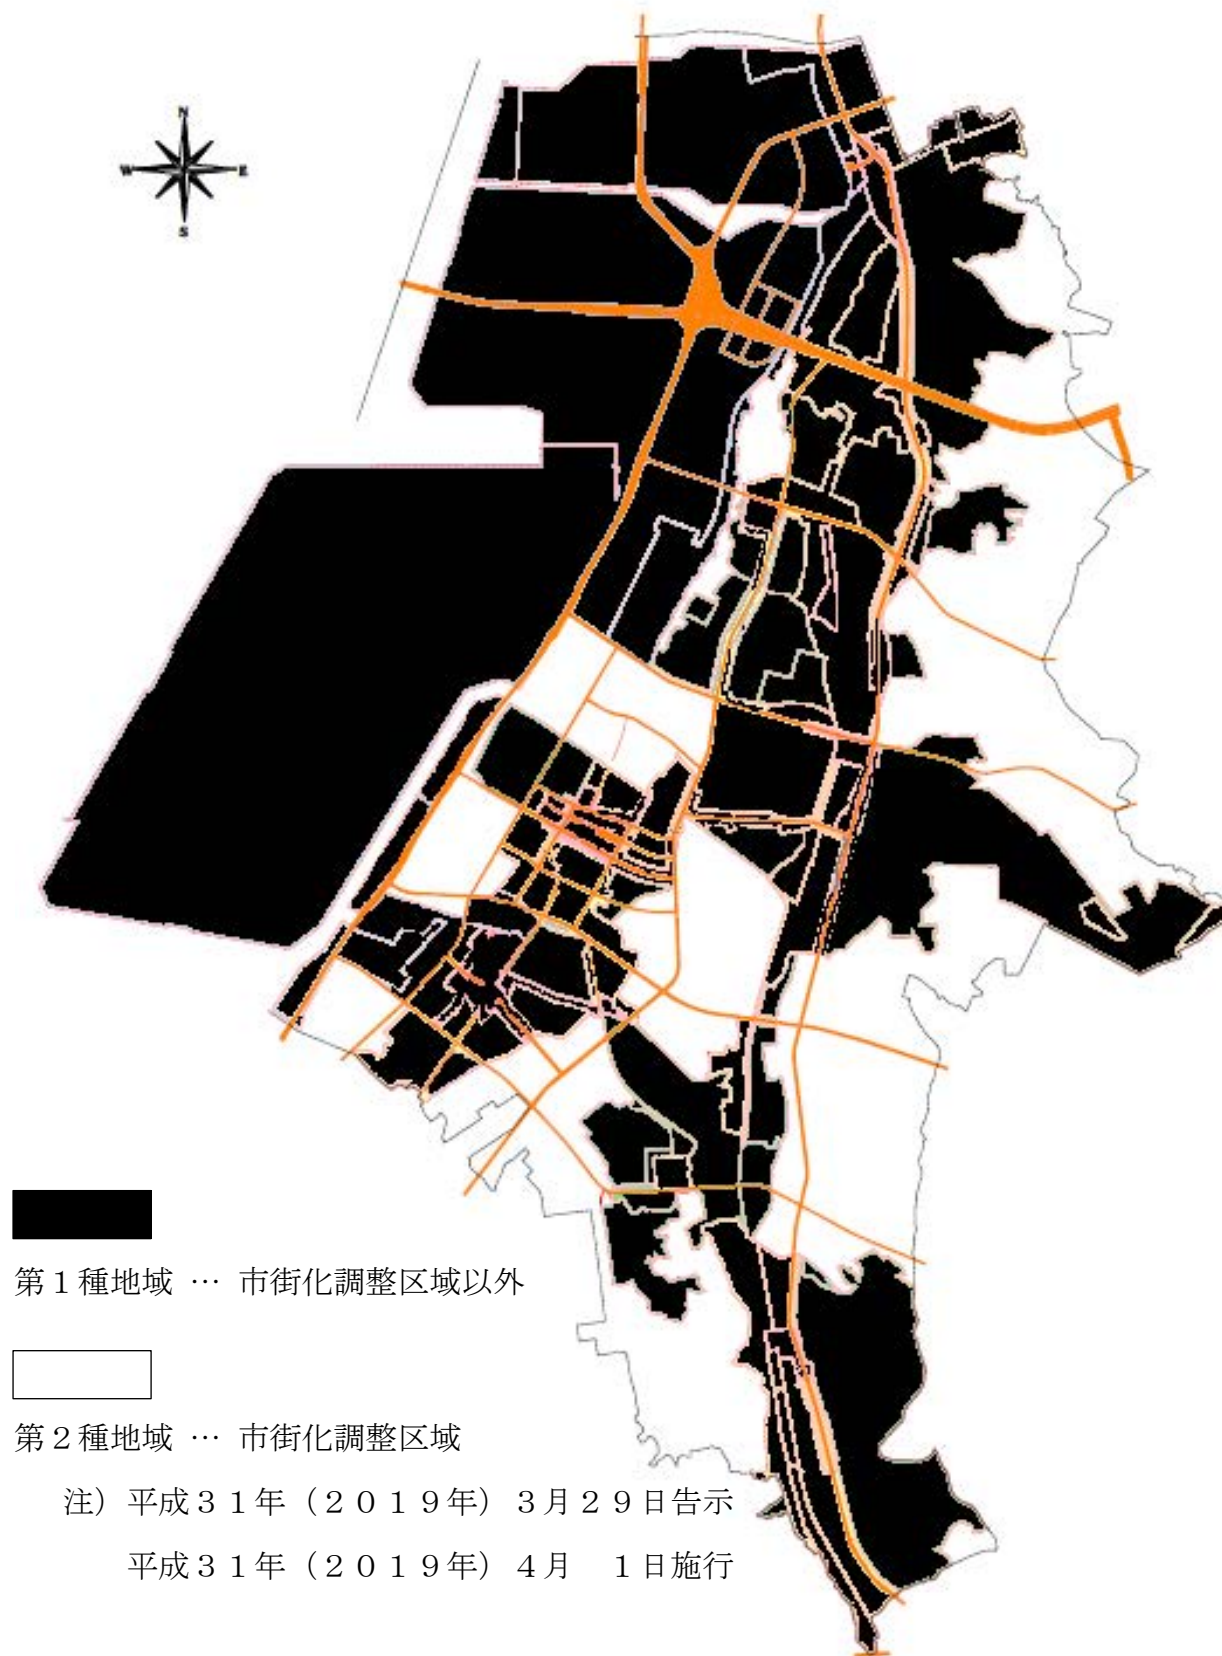 N
W E
S
第１種地域 … 市街化調整区域以外
第２種地域 … 市街化調整区域
注）平成３１年（２０１９年）３月２９日告示
平成３１年（２０１９年）４月　１日施行